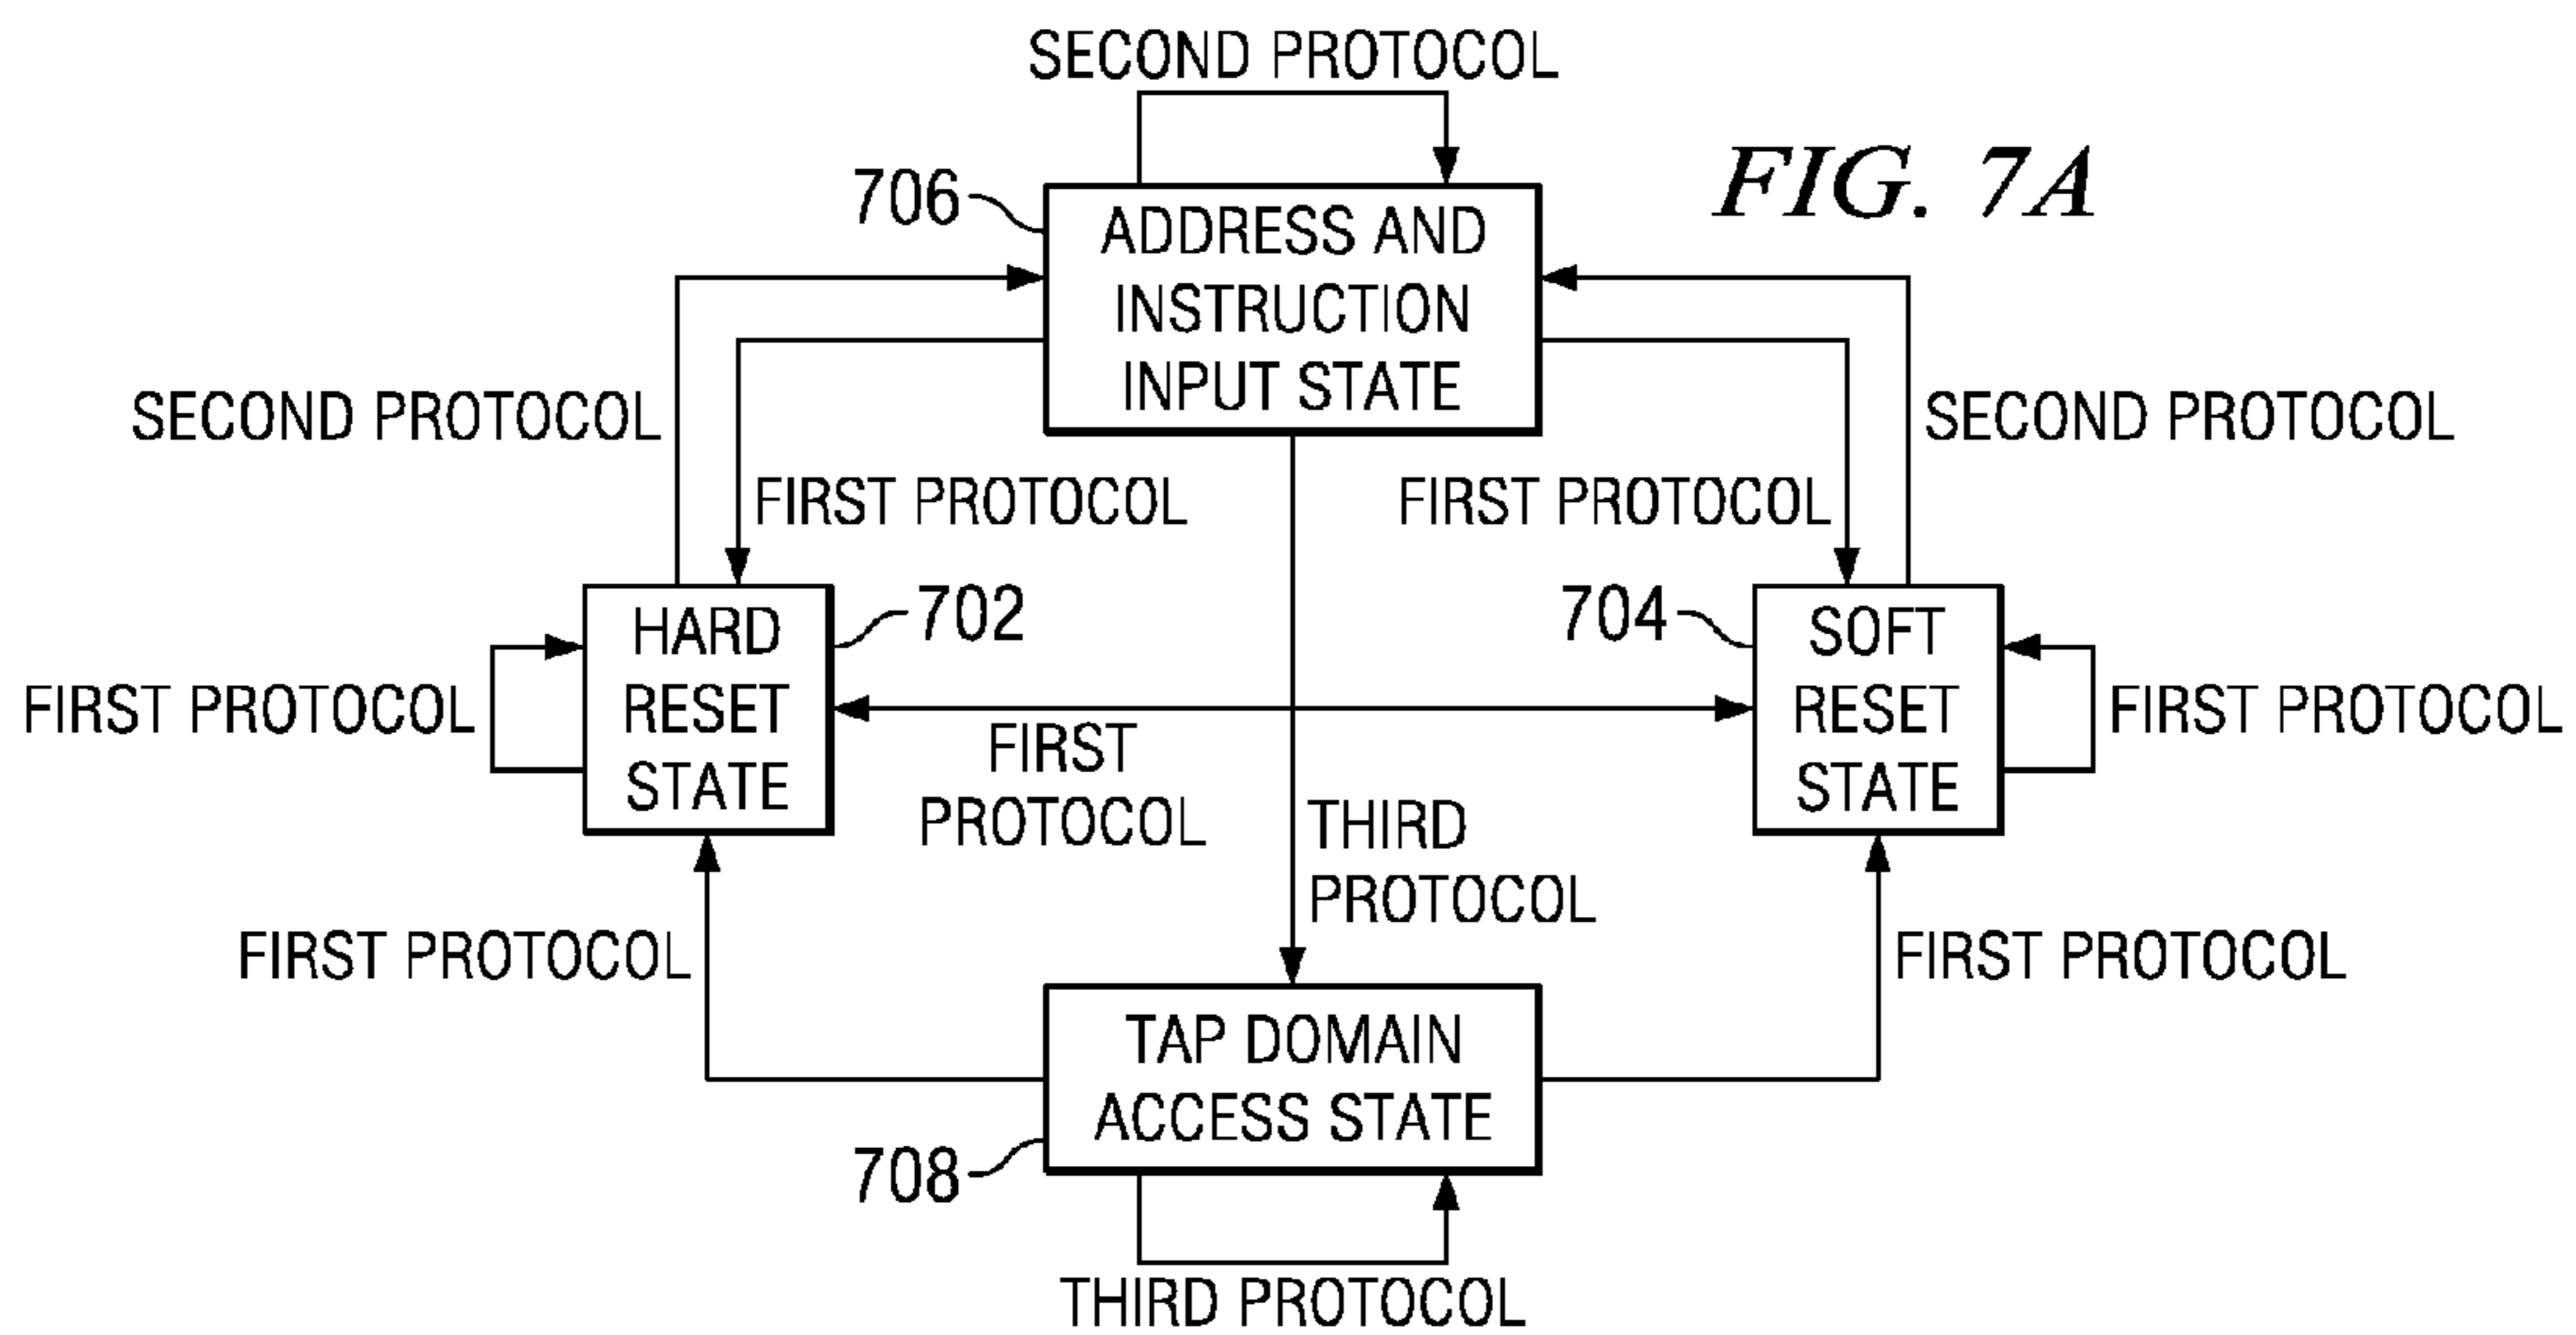 SECOND PROTOCOL
FIG. 7A
706
ADDRESS AND
INSTRUCTION
INPUT STATE
SECOND PROTOCOL
SECOND PROTOCOL
FIRST PROTOCOL
FIRST PROTOCOL
702
704
HARD
RESET
STATE
SOFT
RESET
STATE
FIRST PROTOCOL
FIRST PROTOCOL
FIRST
PROTOCOL
THIRD
PROTOCOL
FIRST PROTOCOL
FIRST PROTOCOL
TAP DOMAIN
ACCESS STATE
708
THIRD PROTOCOL